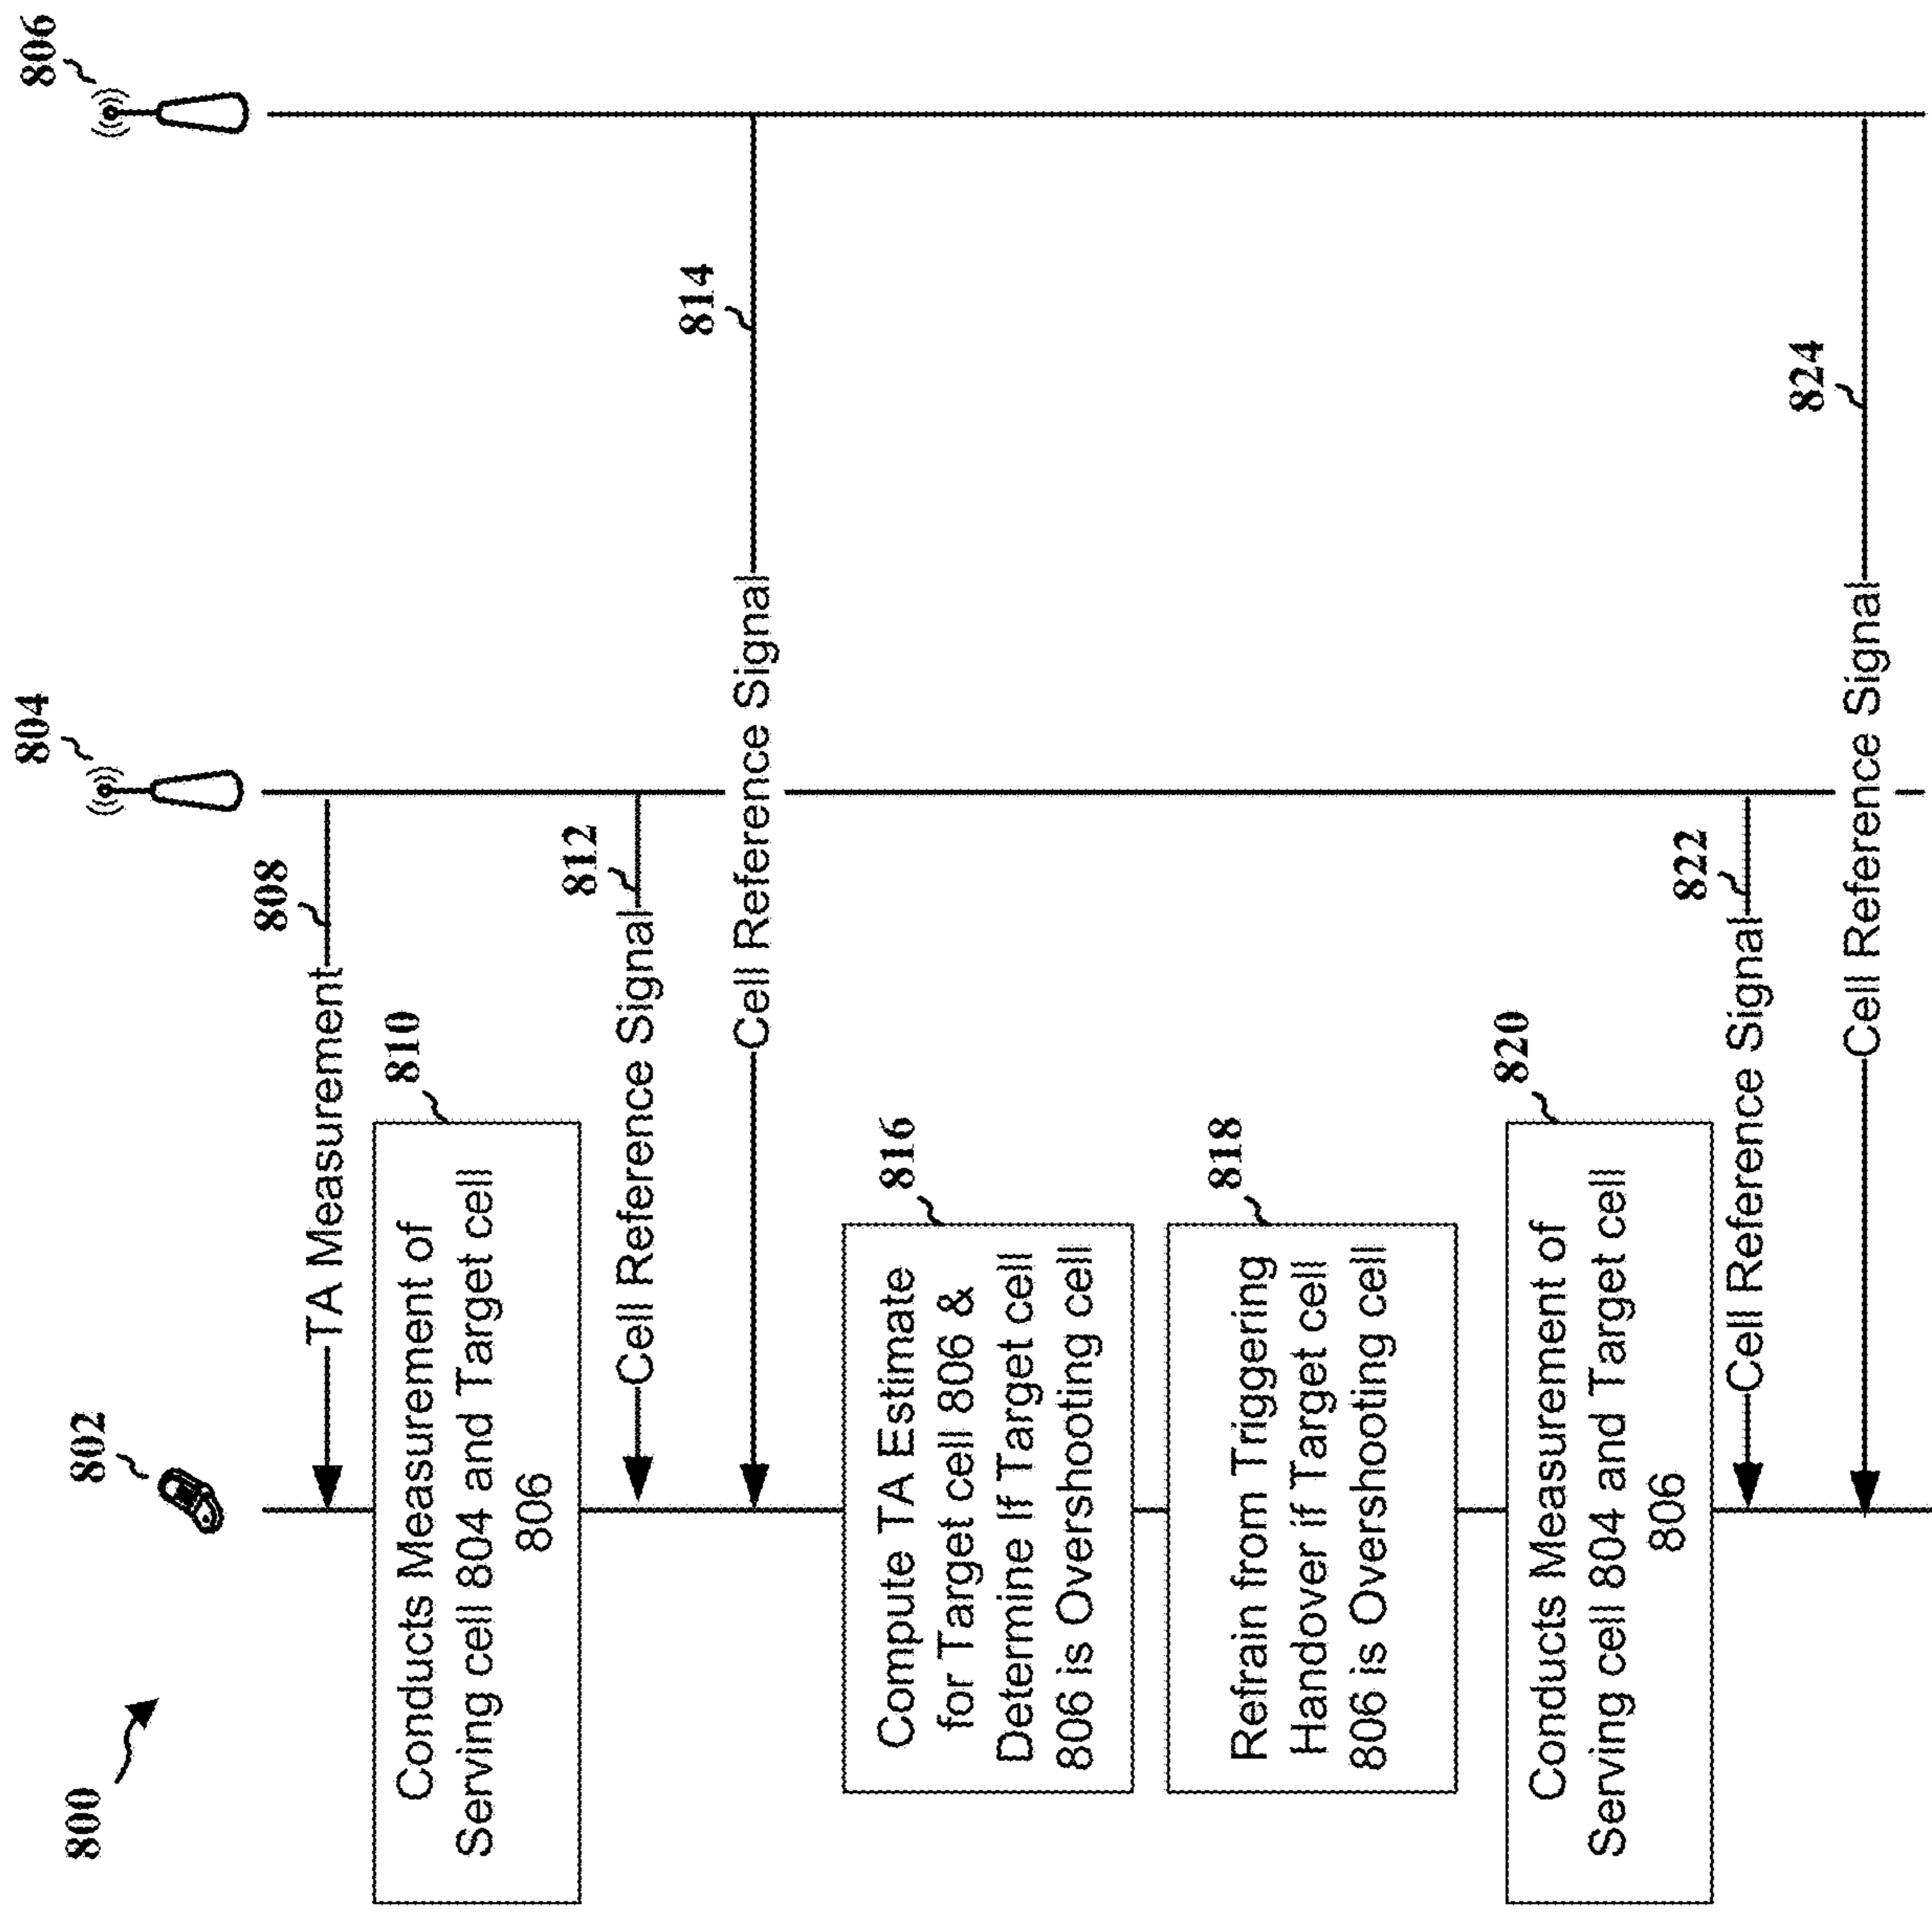 800
802
804
806
TA Measurement
808
Conducts Measurement of
Serving cell 804 and Target cell
806
810
Cell Reference Signal
812
Cell Reference Signal
814
Compute TA Estimate
for Target cell 806 &
Determine If Target cell
806 is Overshooting cell
816
Refrain from Triggering
Handover if Target cell
806 is Overshooting cell
818
Conducts Measurement of
Serving cell 804 and Target cell
806
820
Cell Reference Signal
822
Cell Reference Signal
824